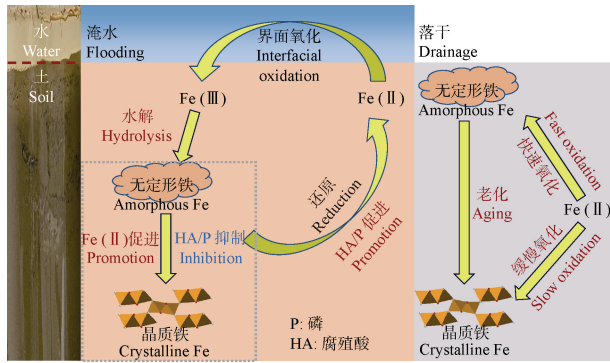 水
Water
土
Soil
淹水
Flooding
界面氧化
Interfacial
oxidation
Fe (Ⅲ)
Fe (Ⅱ)
水解
Hydrolysis
无定形铁
Amorphous Fe
还原
Reduction
HA/P 促进
Promotion
Fe (Ⅱ)促进
Promotion
HA/P 抑制
Inhibition
晶质铁
Crystalline Fe
P: 磷
HA: 腐殖酸
落干
Drainage
无定形铁
Amorphous Fe
Fast oxidation
快速氧化
老化
Aging
Fe (Ⅱ)
缓慢氧化
Slow oxidation
晶质铁
Crystalline Fe